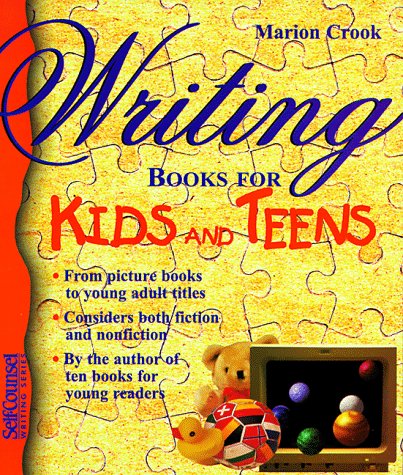 Marion Crook
Writing
BOOKS FOR
KIDS AND TEENS
• From picture books
to young adult titles
• Considers both fiction
and nonfiction
• By the author of
ten books for
young readers
Self-Counsel
WRITING SERIES